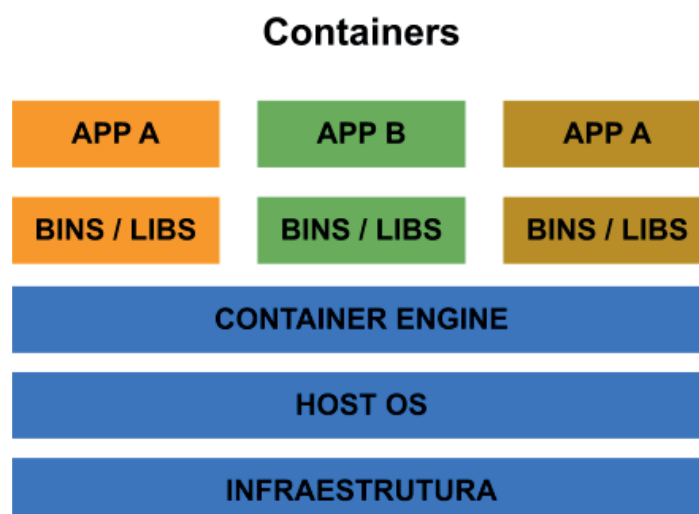 Containers
APP A
APP B
APP A
BINS / LIBS
BINS / LIBS
BINS / LIBS
CONTAINER ENGINE
HOST OS
INFRAESTRUTURA